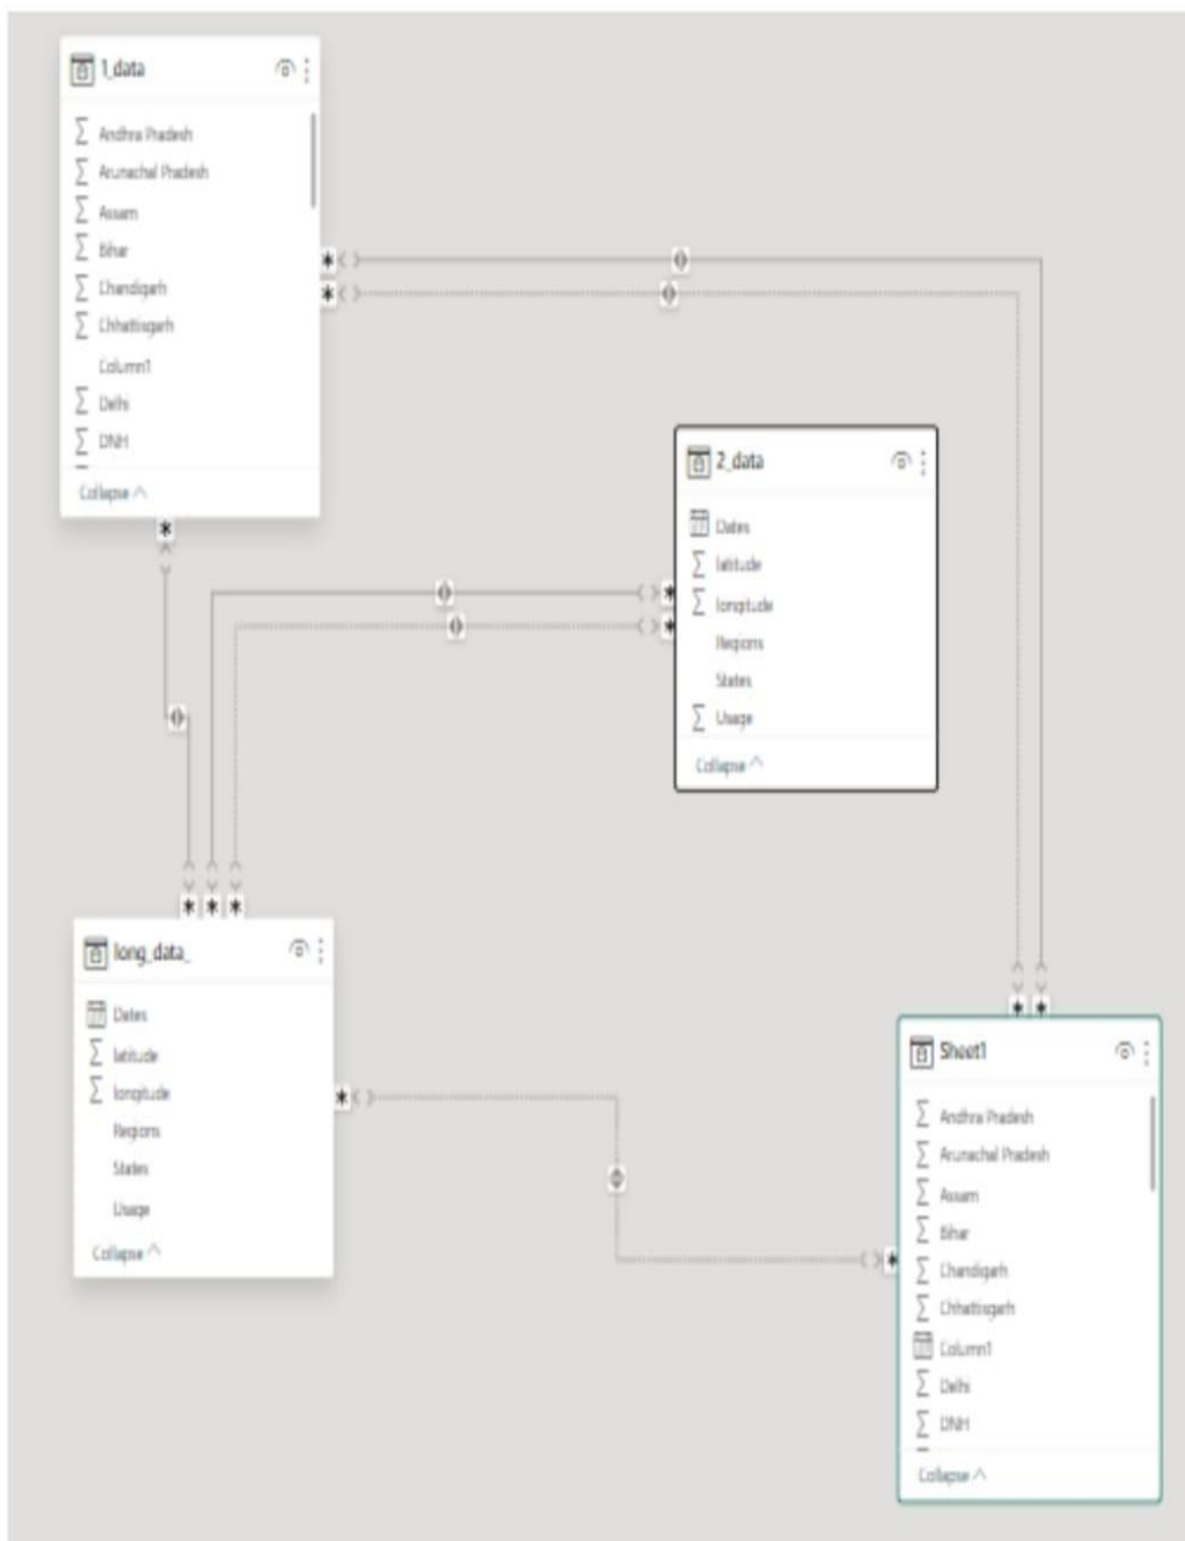 1_data
Andhra Pradesh
Arunachal Pradesh
Assam
Bihar
Chandigarh
Chhattisgarh
Column1
Delhi
DNH
Collapse
2_data
Dates
latitude
longitude
Regions
States
Usage
Collapse
long_data_
Dates
latitude
longitude
Regions
States
Usage
Collapse
Sheet1
Andhra Pradesh
Arunachal Pradesh
Assam
Bihar
Chandigarh
Chhattisgarh
Column1
Delhi
DNH
Collapse